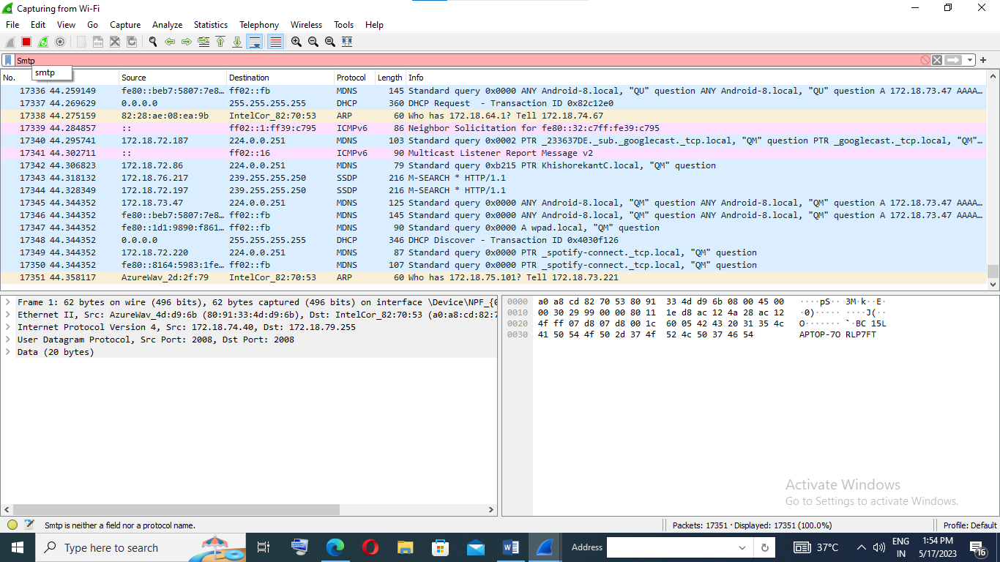 Capturing from Wi-Fi
File Edit View Go Capture Analyze Statistics Telephony Wireless Tools Help
Smtp
smtp
No. Source Destination Protocol Length Info
17336 44.259149 fe80::beb7:5807:7e8… ff02::fb MDNS 145 Standard query 0x0000 ANY Android-8.local, "QU" question ANY Android-8.local, "QU" question A 172.18.73.47 AAAA…
17337 44.269629 0.0.0.0 255.255.255.255 DHCP 360 DHCP Request - Transaction ID 0x82c12e0
17338 44.275159 82:28:ae:08:ea:9b IntelCor_82:70:53 ARP 60 Who has 172.18.64.1? Tell 172.18.74.67
17339 44.284857 :: ff02::1:ff39:c795 ICMPv6 86 Neighbor Solicitation for fe80::32:c7ff:fe39:c795
17340 44.295741 172.18.72.187 224.0.0.251 MDNS 103 Standard query 0x0002 PTR _233637DE._sub._googlecast._tcp.local, "QM" question PTR _googlecast._tcp.local, "QM"…
17341 44.302711 :: ff02::16 ICMPv6 90 Multicast Listener Report Message v2
17342 44.306823 172.18.72.86 224.0.0.251 MDNS 79 Standard query 0xb215 PTR KhishorekantC.local, "QM" question
17343 44.318132 172.18.76.217 239.255.255.250 SSDP 216 M-SEARCH * HTTP/1.1
17344 44.328349 172.18.72.197 239.255.255.250 SSDP 216 M-SEARCH * HTTP/1.1
17345 44.344352 172.18.73.47 224.0.0.251 MDNS 125 Standard query 0x0000 ANY Android-8.local, "QM" question ANY Android-8.local, "QM" question A 172.18.73.47 AAAA…
17346 44.344352 fe80::beb7:5807:7e8… ff02::fb MDNS 145 Standard query 0x0000 ANY Android-8.local, "QM" question ANY Android-8.local, "QM" question A 172.18.73.47 AAAA…
17347 44.344352 fe80::1d1:9890:f861… ff02::fb MDNS 90 Standard query 0x0000 A wpad.local, "QM" question
17348 44.344352 0.0.0.0 255.255.255.255 DHCP 346 DHCP Discover - Transaction ID 0x4030f126
17349 44.344352 172.18.72.220 224.0.0.251 MDNS 87 Standard query 0x0000 PTR _spotify-connect._tcp.local, "QM" question
17350 44.344352 fe80::8164:5983:1fe… ff02::fb MDNS 107 Standard query 0x0000 PTR _spotify-connect._tcp.local, "QM" question
17351 44.358117 AzureWav_2d:2f:79 IntelCor_82:70:53 ARP 60 Who has 172.18.75.101? Tell 172.18.73.221
Frame 1: 62 bytes on wire (496 bits), 62 bytes captured (496 bits) on interface \Device\NPF_{0
Ethernet II, Src: AzureWav_4d:d9:6b (80:91:33:4d:d9:6b), Dst: IntelCor_82:70:53 (a0:a8:cd:82:7
Internet Protocol Version 4, Src: 172.18.74.40, Dst: 172.18.79.255
User Datagram Protocol, Src Port: 2008, Dst Port: 2008
Data (20 bytes)
0000 a0 a8 cd 82 70 53 80 91 33 4d d9 6b 08 00 45 00 ····pS·· 3M·k··E·
0010 00 30 29 99 00 00 80 11 1e d8 ac 12 4a 28 ac 12 ·0)····· ····J(··
0020 4f ff 07 d8 07 d8 00 1c 60 05 42 43 20 31 35 4c O······· `·BC 15L
0030 41 50 54 4f 50 2d 37 4f 52 4c 50 37 46 54 APTOP-7O RLP7FT
Activate Windows
Go to Settings to activate Windows.
Smtp is neither a field nor a protocol name.
Packets: 17351 · Displayed: 17351 (100.0%)
Profile: Default
Type here to search
Address
37°C
ENG
IN
1:54 PM
5/17/2023
16